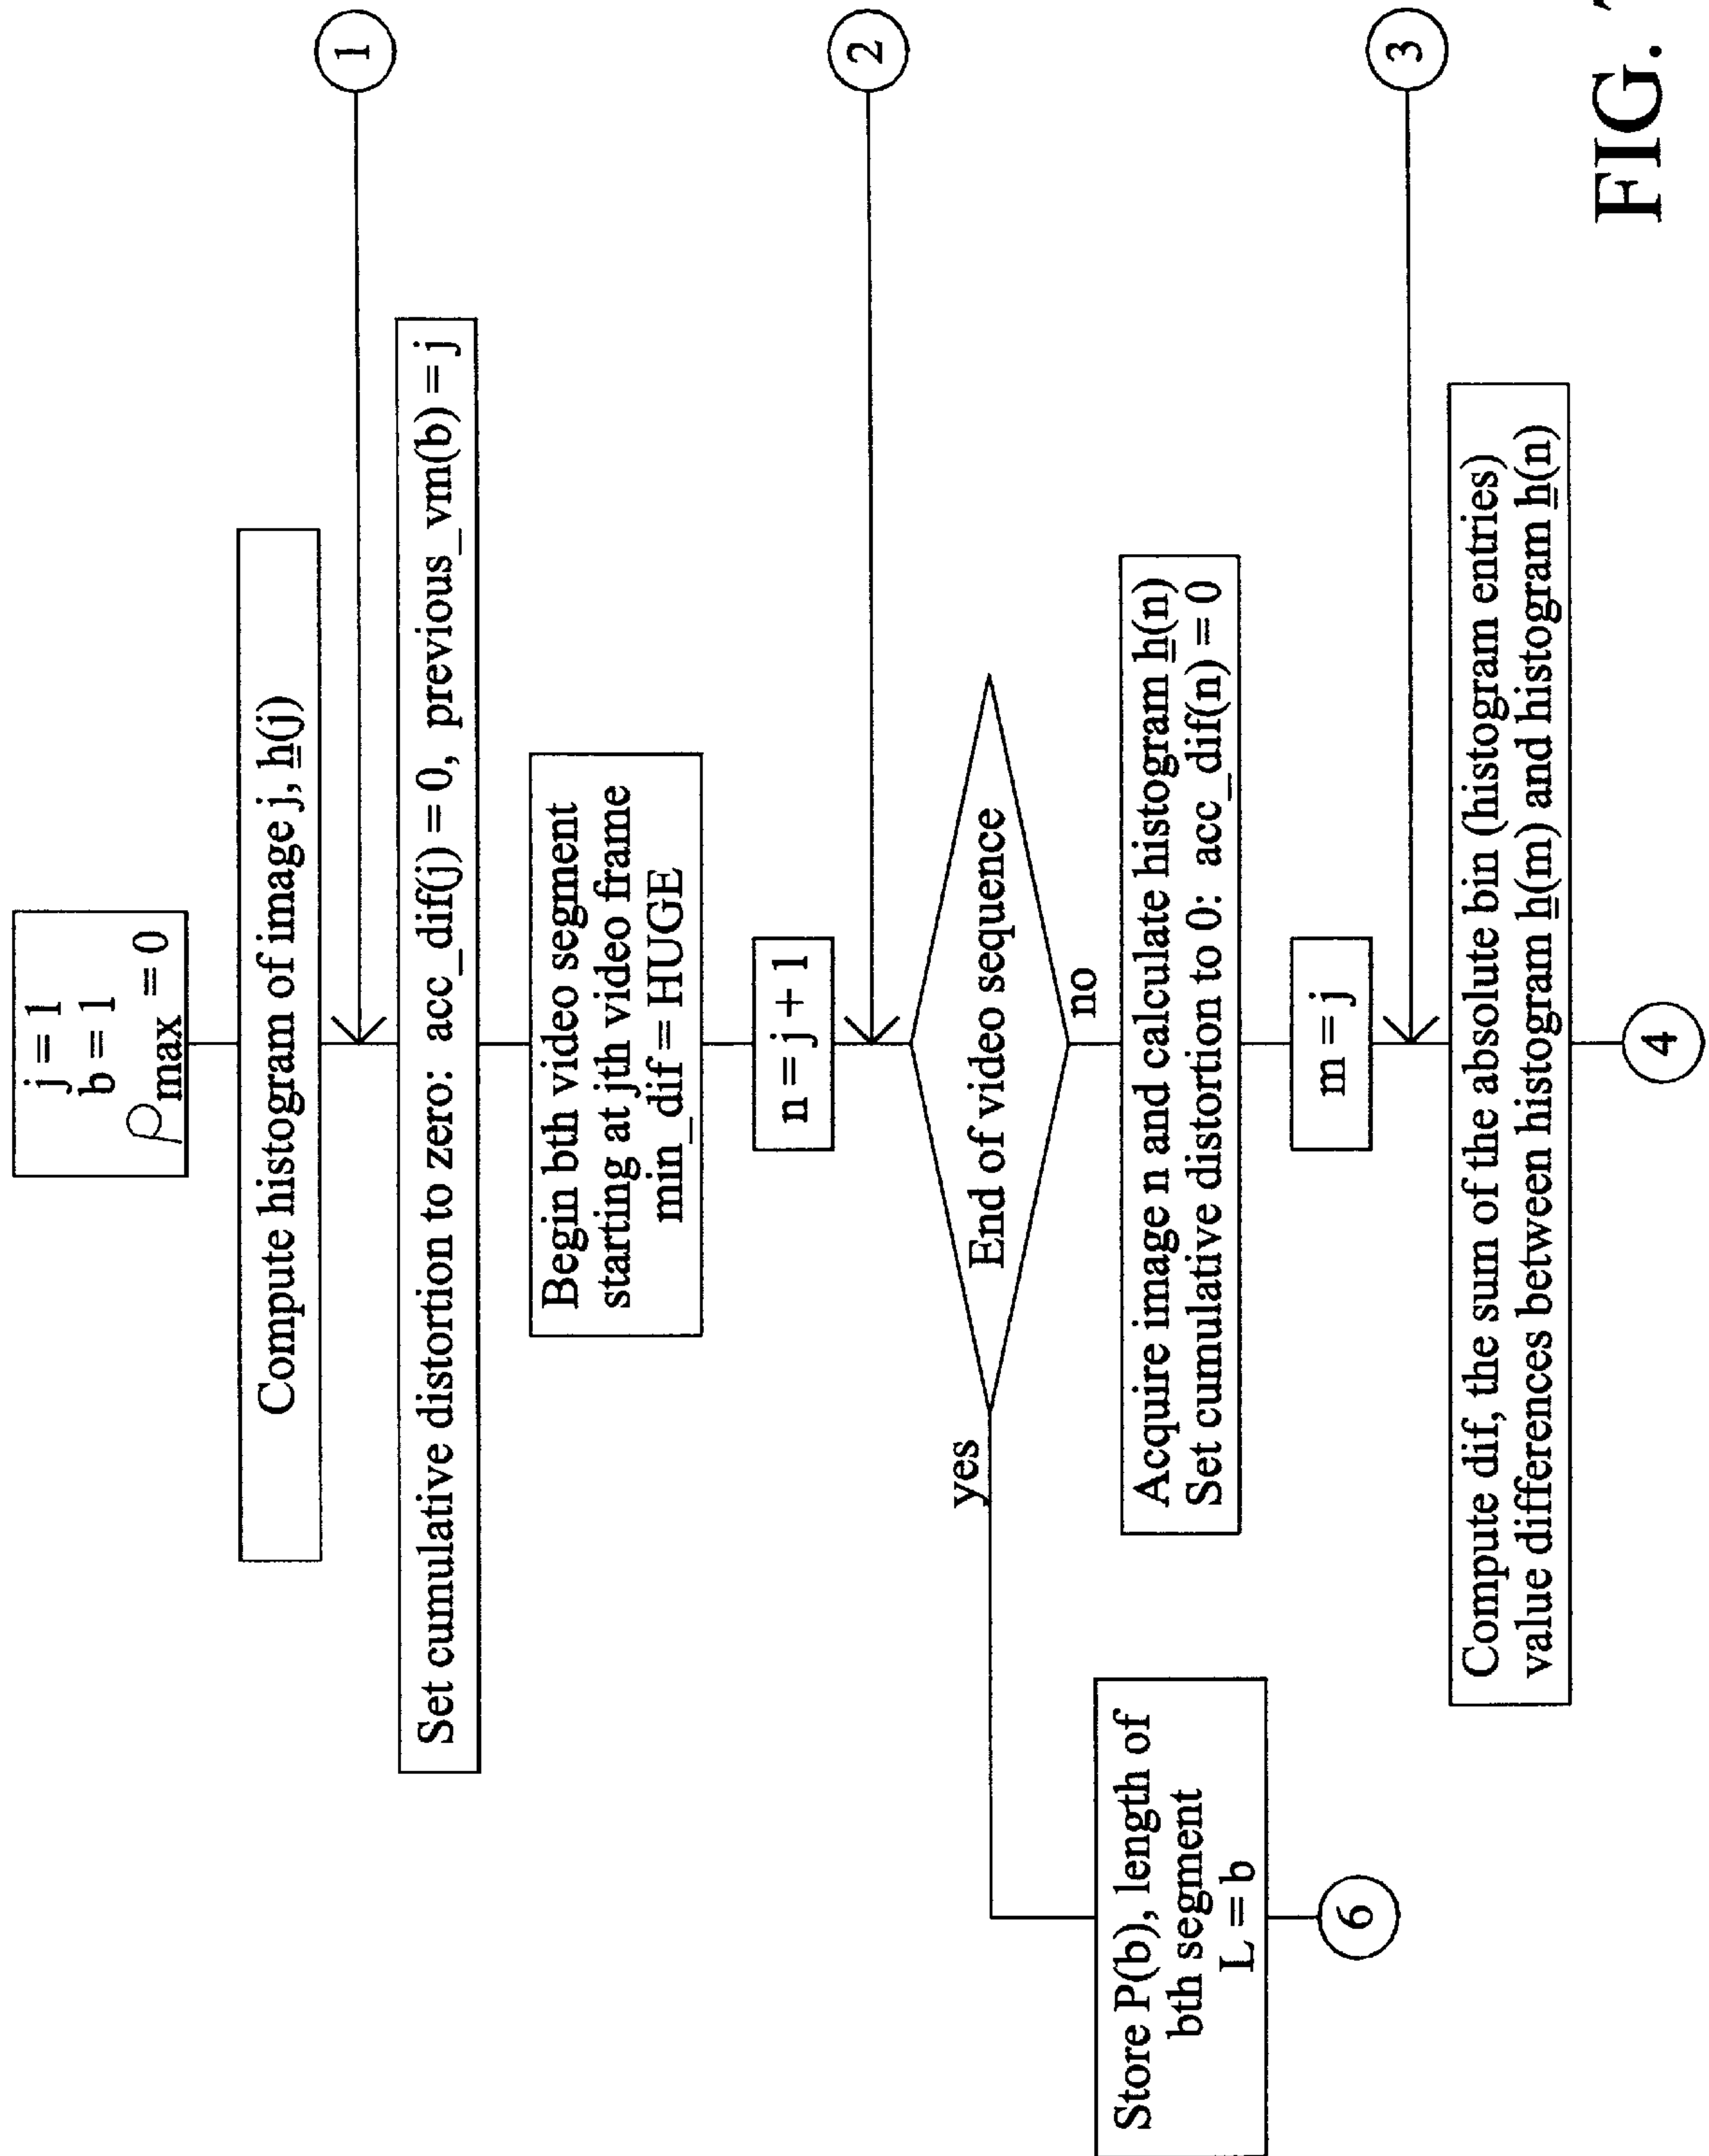 j = 1
b = 1
ρmax = 0
Compute histogram of image j, h(j)
1
Set cumulative distortion to zero: acc_dif(j) = 0, previous_vm(b) = j
Begin bth video segment
starting at jth video frame
min_dif = HUGE
n = j + 1
2
End of video sequence
yes
no
Store P(b), length of
bth segment
L = b
6
Acquire image n and calculate histogram h(n)
Set cumulative distortion to 0: acc_dif(n) = 0
m = j
3
Compute dif, the sum of the absolute bin (histogram entries)
value differences between histogram h(m) and histogram h(n)
4
FIG.